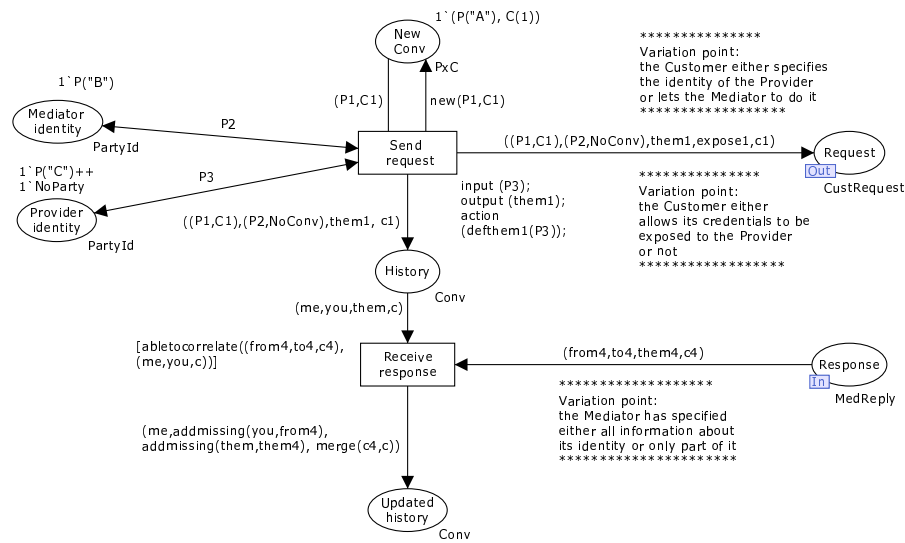 1`(P("A"), C(1))
New
Conv
PxC
(P1,C1)
new(P1,C1)
***************
Variation point:
the Customer either specifies
the identity of the Provider
or lets the Mediator to do it
******************
1`P("B")
Mediator
identity
PartyId
P2
1`P("C")++
1`NoParty
Provider
identity
PartyId
P3
Send
request
((P1,C1),(P2,NoConv),them1,expose1,c1)
Request
Out
CustRequest
input (P3);
output (them1);
action
(defthem1(P3));
***************
Variation point:
the Customer either
allows its credentials to be
exposed to the Provider
or not
******************
((P1,C1),(P2,NoConv),them1, c1)
History
Conv
(me,you,them,c)
[abletocorrelate((from4,to4,c4),
(me,you,c))]
Receive
response
(from4,to4,them4,c4)
Response
In
MedReply
*******************
Variation point:
the Mediator has specified
either all information about
its identity or only part of it
**********************
(me,addmissing(you,from4),
addmissing(them,them4), merge(c4,c))
Updated
history
Conv